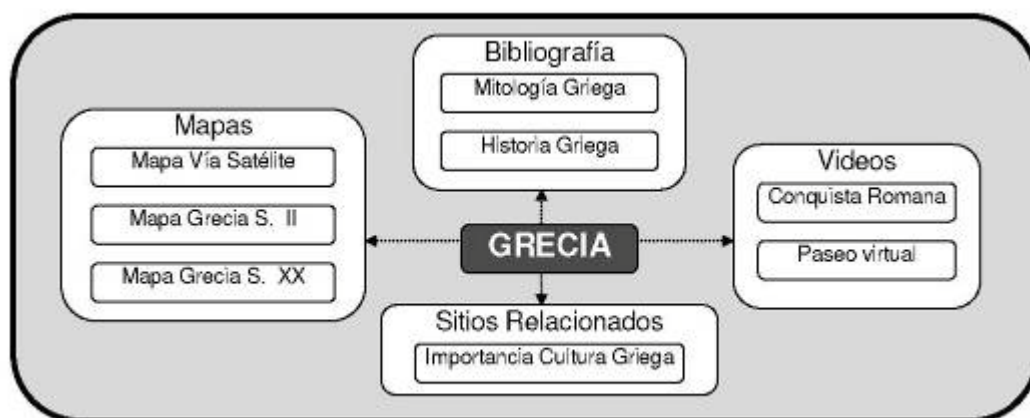 Bibliografía
Mitología Griega
Historia Griega
Mapas
Mapa Vía Satélite
Mapa Grecia S. II
Mapa Grecia S. XX
GRECIA
Videos
Conquista Romana
Paseo virtual
Sitios Relacionados
Importancia Cultura Griega